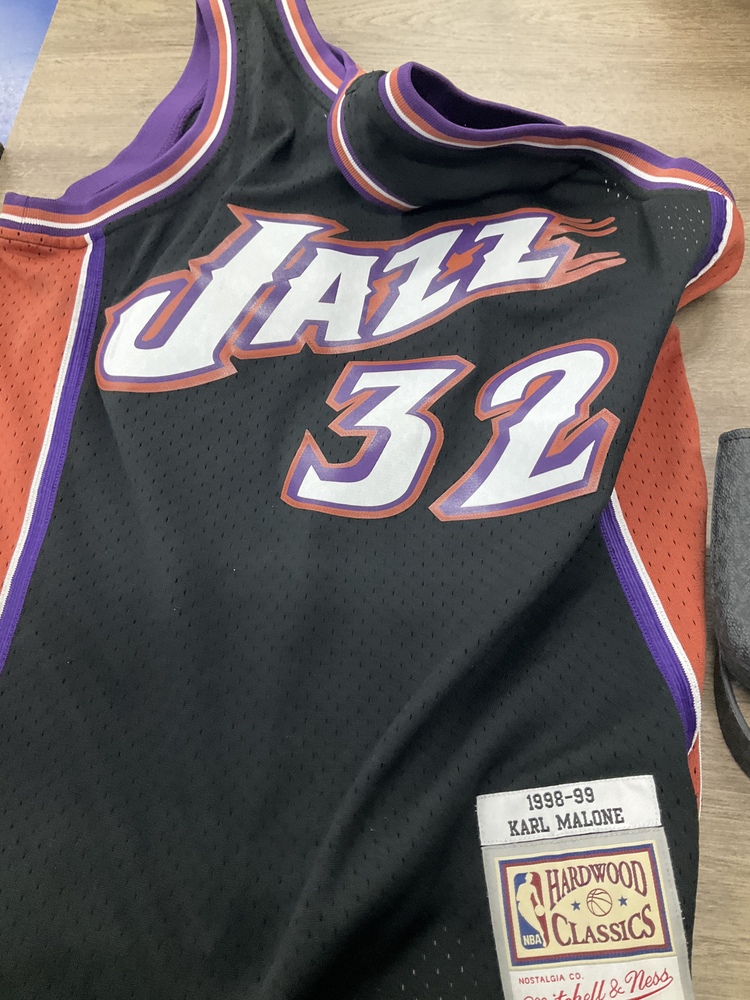 JAZZ
32
1998-99
KARL MALONE
HARDWOOD
CLASSICS
NBA
NOSTALGIA CO.
Mitchell & Ness